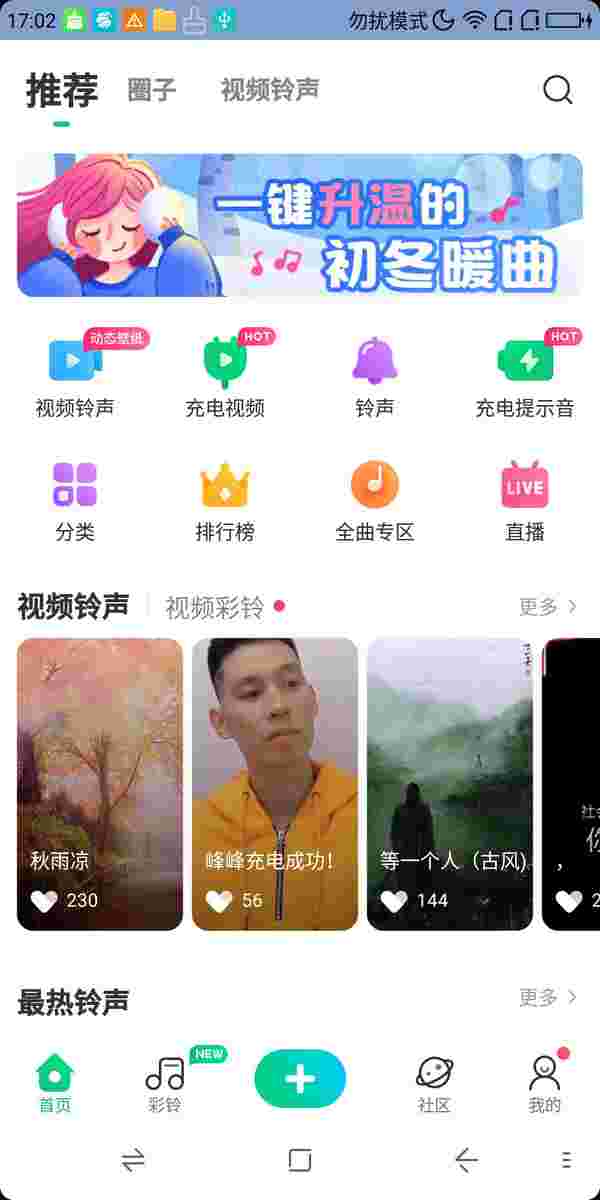 17:02 勿扰模式
推荐 圈子 视频铃声
一键升温的
初冬暖曲
动态壁纸 HOT HOT
视频铃声 充电视频 铃声 充电提示音
LIVE
分类 排行榜 全曲专区 直播
视频铃声 视频彩铃 更多
社会
你
秋雨凉 峰峰充电成功! 等一个人（古风) ，
230 56 144 2
最热铃声 更多
NEW
首页 彩铃 社区 我的